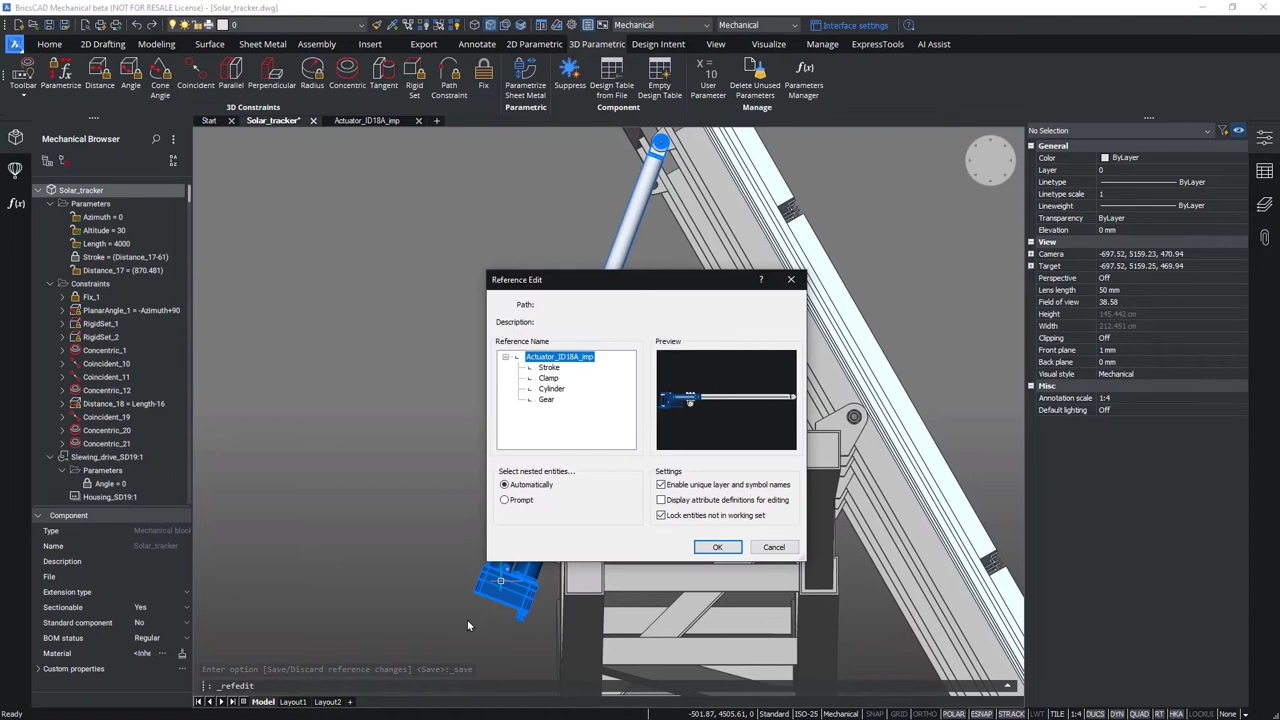 BricsCAD Mechanical beta (NOT FOR RESALE License) - [Solar_tracker.dwg]
0 Mechanical Mechanical Interface settings
Home 2D Drafting Modeling Surface Sheet Metal Assembly Insert Export Annotate 2D Parametric 3D Parametric Design Intent View Visualize Manage ExpressTools AI Assist
X = 10 f(x)
Toolbar Parametrize Distance Angle Cone Angle Coincident Parallel Perpendicular Radius Concentric Tangent Rigid Set Path Constraint Fix Suppress Parametrize Sheet Metal Design Table from File Empty Design Table User Parameter Delete Unused Parameters Parameters Manager
3D Constraints Parametric Component Manage
Start Solar_tracker* Actuator_ID18A_imp
Mechanical Browser
Solar_tracker
Parameters
Azimuth = 0
Altitude = 30
Length = 4000
Stroke = (Distance_17-61)
Distance_17 = (870.481)
Constraints
Fix_1
PlanarAngle_1 = -Azimuth+90
RigidSet_1
RigidSet_2
Concentric_1
Coincident_10
Coincident_11
Concentric_12
Distance_18 = Length-16
Coincident_19
Concentric_20
Concentric_21
Slewing_drive_SD19:1
Parameters
Angle = 0
Housing_SD19:1
Component
Type Mechanical block
Name Solar_tracker
Description
File
Extension type
Sectionable Yes
Standard component No
BOM status Regular
Material <Inhe
Custom properties
Reference Edit
Path:
Description:
Reference Name
Actuator_ID18A_imp
Stroke
Clamp
Cylinder
Gear
Preview
Select nested entities...
Automatically
Prompt
Settings
Enable unique layer and symbol names
Display attribute definitions for editing
Lock entities not in working set
OK Cancel
Enter option [Save/Discard reference changes] <Save>:_save
: _refedit
Model Layout1 Layout2
No Selection
General
Color ByLayer
Layer 0
Linetype ByLayer
Linetype scale 1
Lineweight ByLayer
Transparency ByLayer
Elevation 0 mm
View
Camera -697.52, 5159.23, 470.94
Target -697.52, 5159.25, 469.94
Perspective Off
Lens length 50 mm
Field of view 38.58
Height 145.442 cm
Width 212.451 cm
Clipping Off
Front plane 1 mm
Back plane 0 mm
Visual style Mechanical
Misc
Annotation scale 1:4
Default lighting Off
Ready -501.87, 4505.61, 0 Standard ISO-25 Mechanical SNAP GRID ORTHO POLAR ESNAP STRACK LWT TILE 1:4 DUCS DYN QUAD RT HKA LOCKUI None